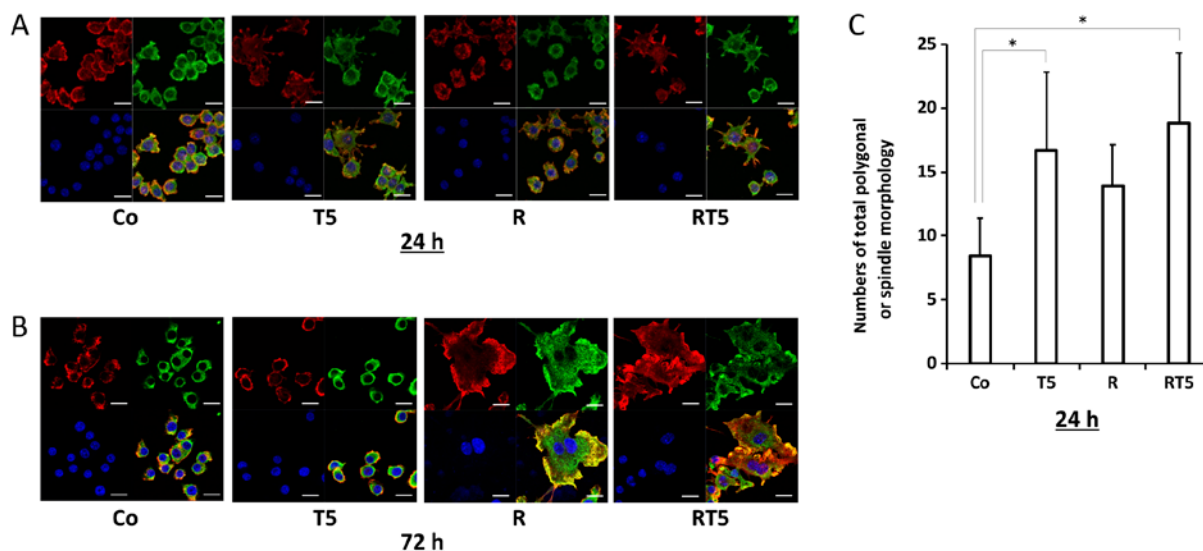 A
Co
T5
R
RT5
24 h
B
Co
T5
R
RT5
72 h
C
Numbers of total polygonal
or spindle morphology
25
20
15
10
5
0
*
*
Co
T5
R
RT5
24 h